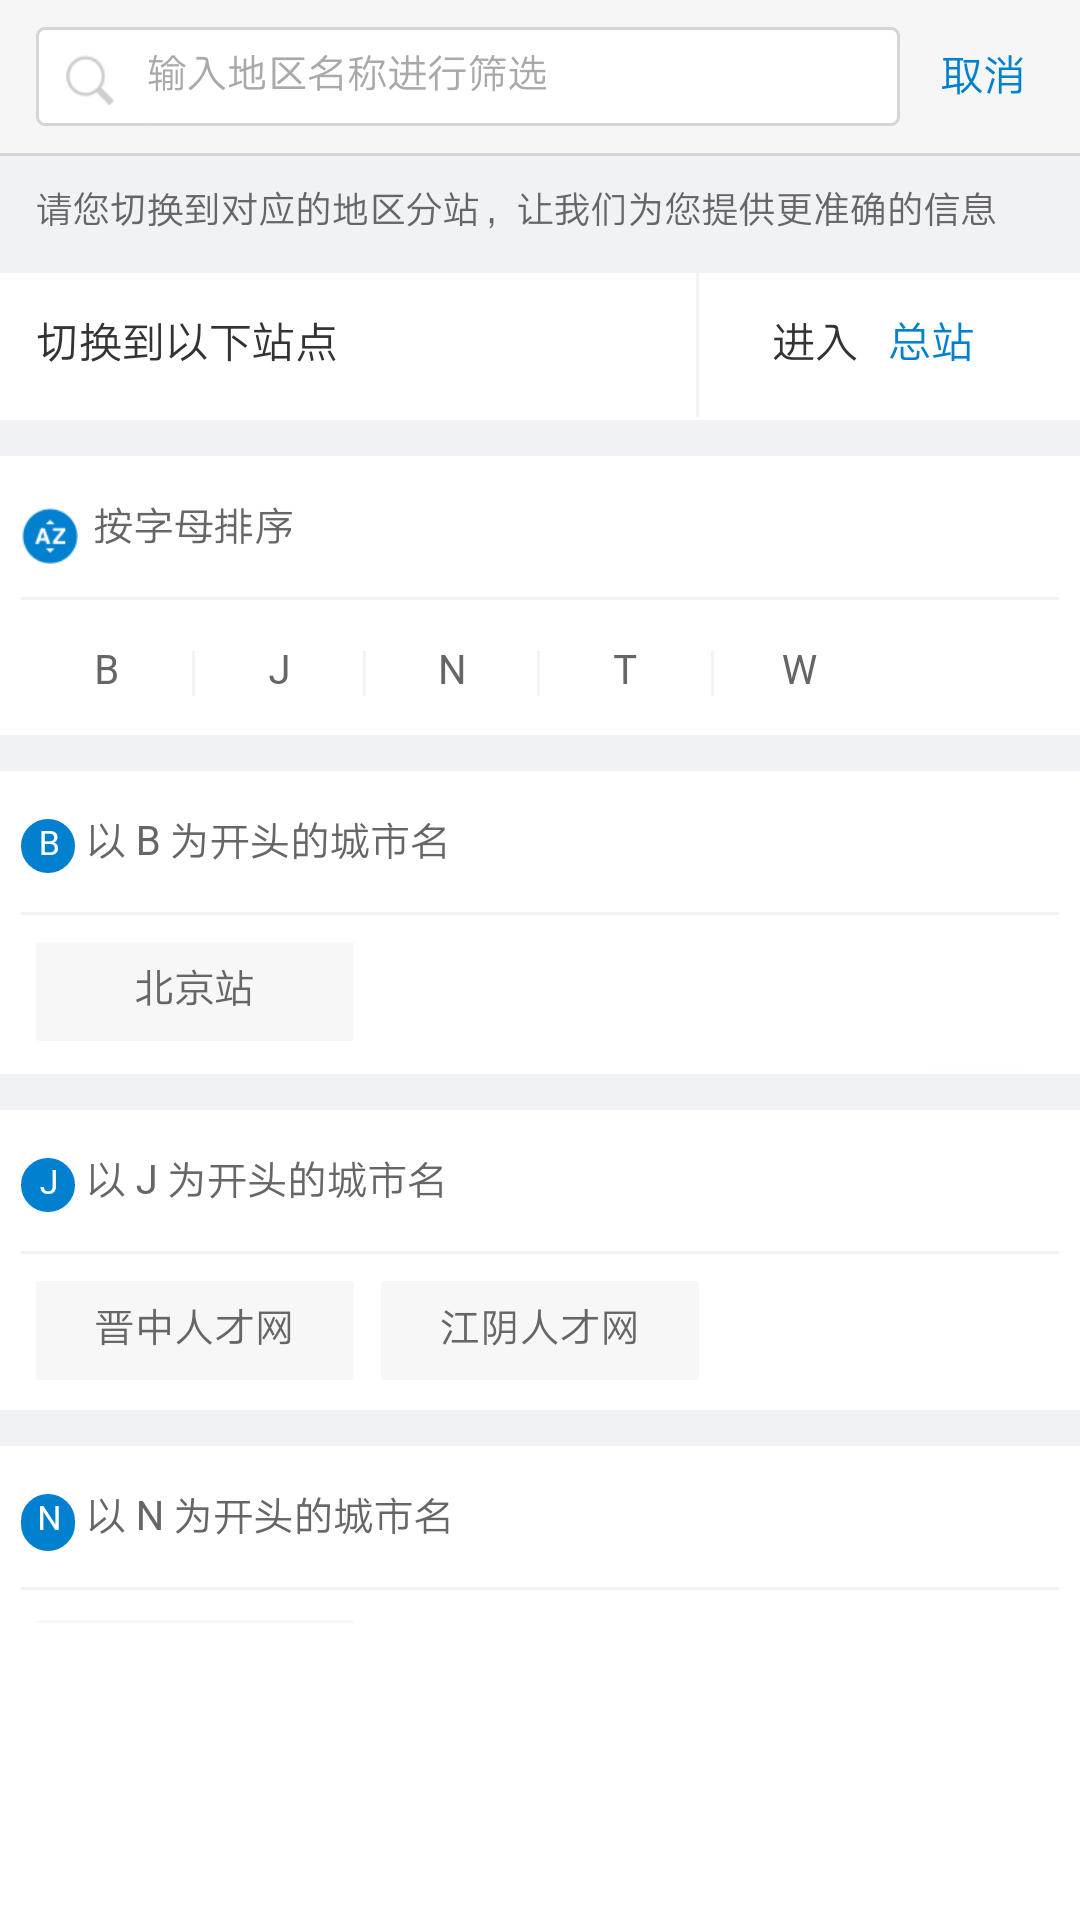 输入地区名称进行筛选 取消
请您切换到对应的地区分站，让我们为您提供更准确的信息
切换到以下站点 进入 总站
AZ 按字母排序
B J N T W
B 以 B 为开头的城市名
北京站
J 以 J 为开头的城市名
晋中人才网 江阴人才网
N 以 N 为开头的城市名